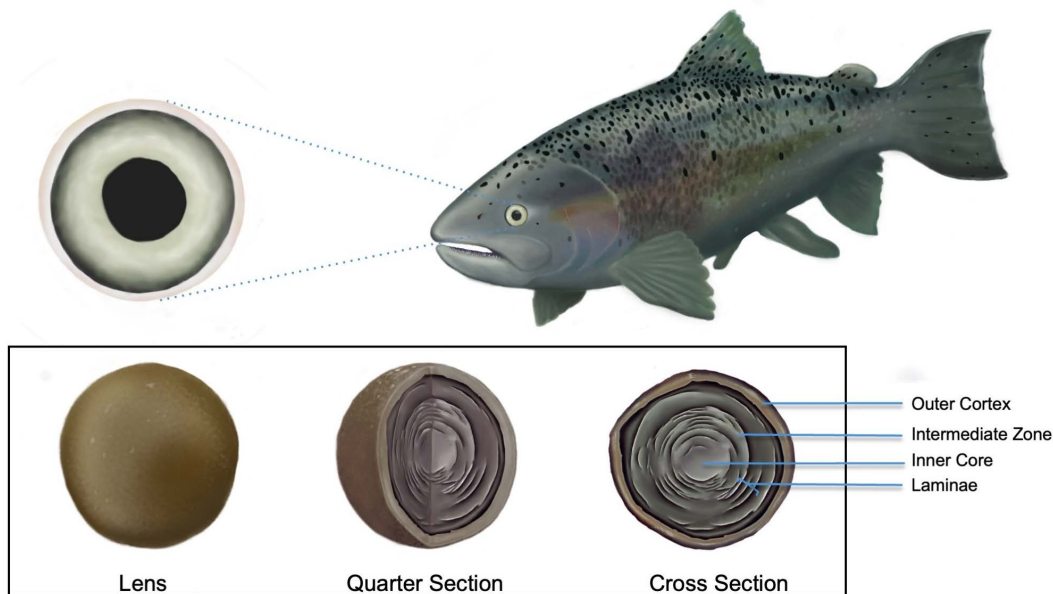 Outer Cortex
Intermediate Zone
Inner Core
Laminae
Lens
Quarter Section
Cross Section